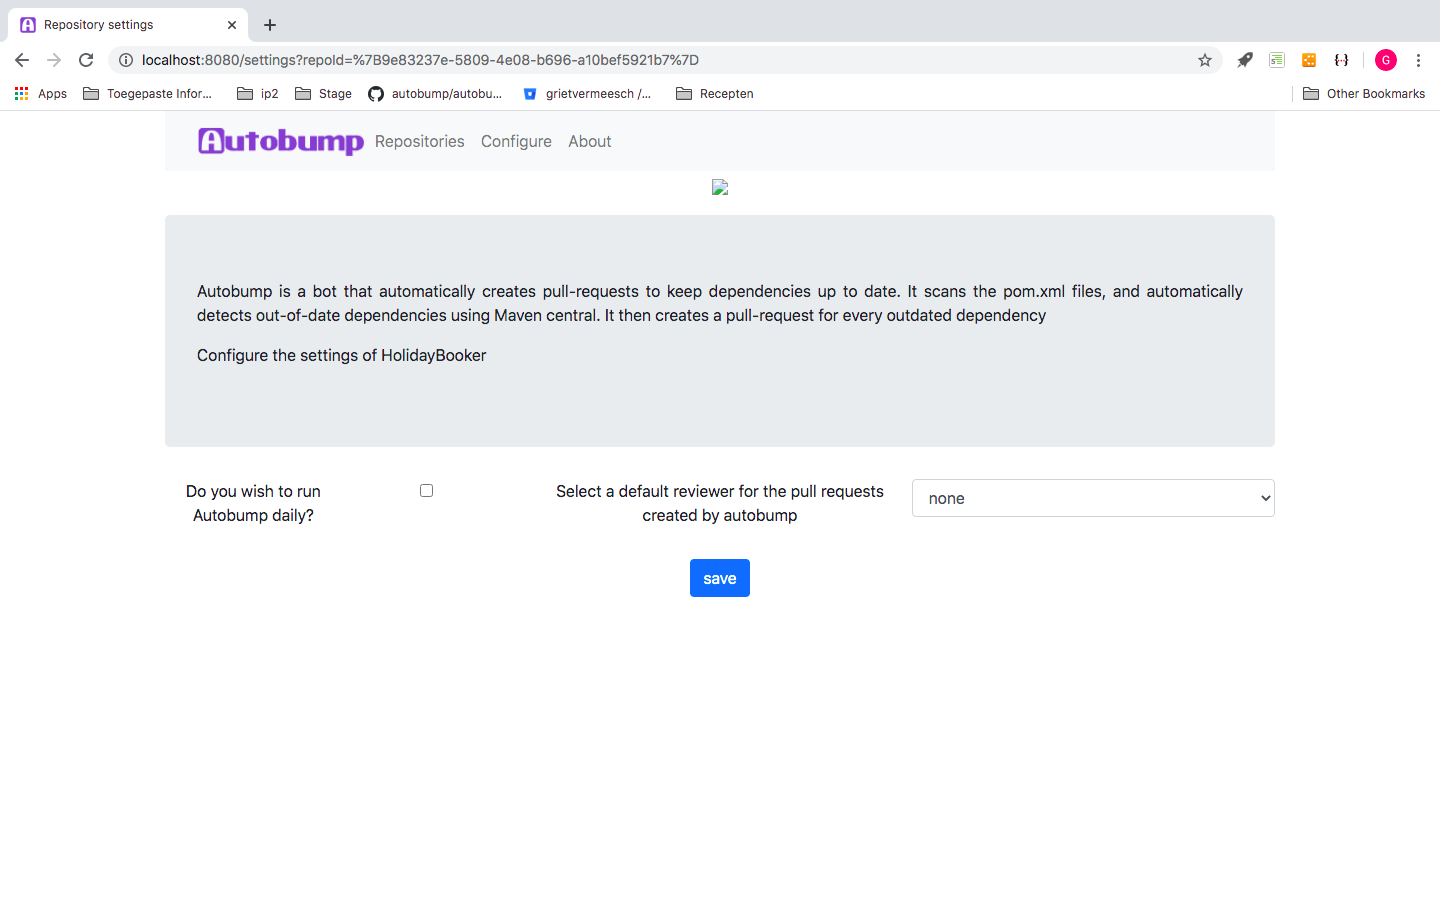 Repository settings
localhost:8080/settings?repoId=%7B9e83237e-5809-4e08-b696-a10bef5921b7%7D
G
Apps Toegepaste Infor... ip2 Stage autobump/autobu... grietvermeesch /... Recepten Other Bookmarks
Autobump Repositories Configure About
Autobump is a bot that automatically creates pull-requests to keep dependencies up to date. It scans the pom.xml files, and automatically
detects out-of-date dependencies using Maven central. It then creates a pull-request for every outdated dependency
Configure the settings of HolidayBooker
Do you wish to run
Autobump daily?
Select a default reviewer for the pull requests
created by autobump
none
save